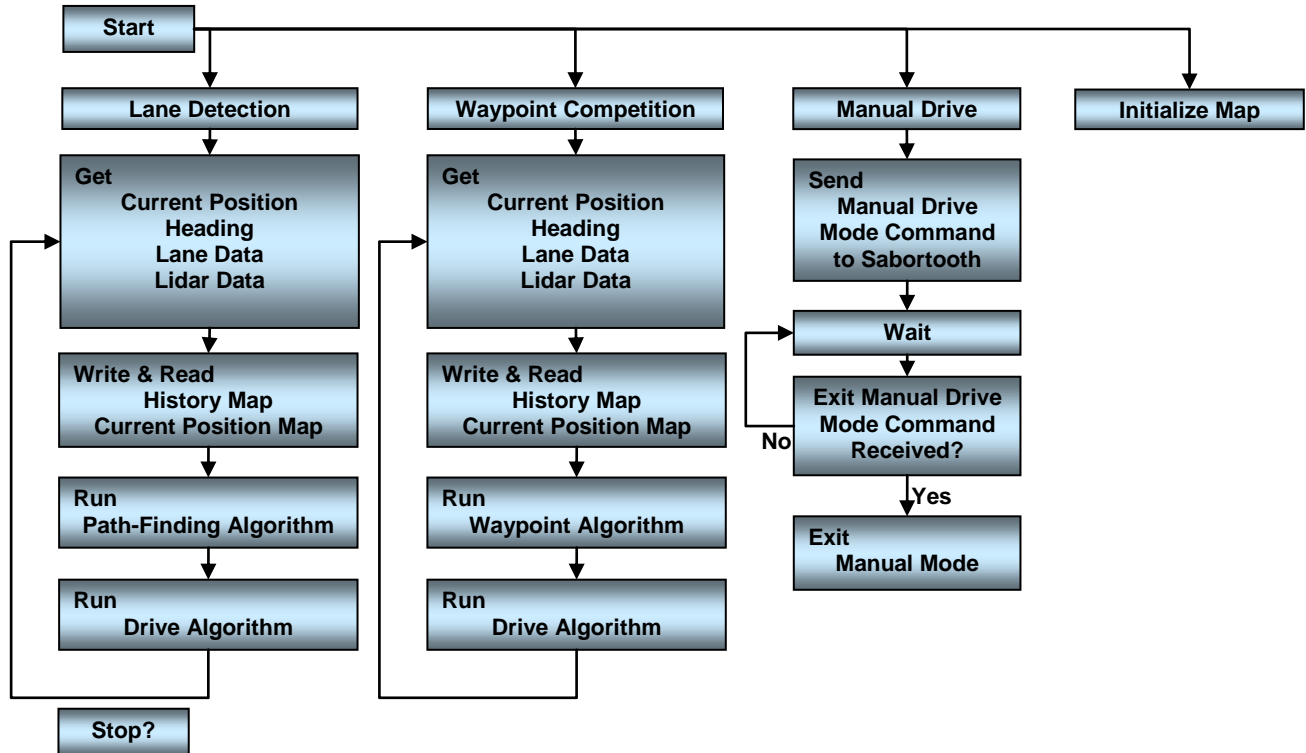 Start
Lane Detection
Get
Current Position
Heading
Lane Data
Lidar Data
Write & Read
History Map
Current Position Map
Run
Path-Finding Algorithm
Run
Drive Algorithm
Stop?
Waypoint Competition
Get
Current Position
Heading
Lane Data
Lidar Data
Write & Read
History Map
Current Position Map
Run
Waypoint Algorithm
Run
Drive Algorithm
Manual Drive
Send
Manual Drive
Mode Command
to Sabortooth
Wait
Exit Manual Drive
Mode Command
Received?
No
Yes
Exit
Manual Mode
Initialize Map